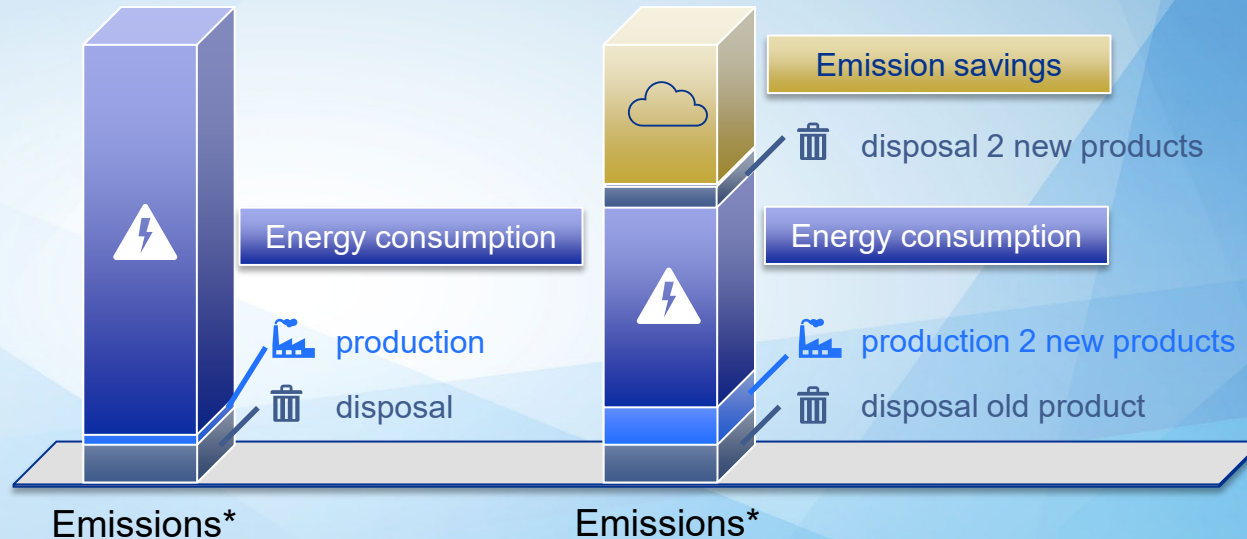 Energy consumption
production
disposal
Emissions*
Emission savings
disposal 2 new products
Energy consumption
production 2 new products
disposal old product
Emissions*